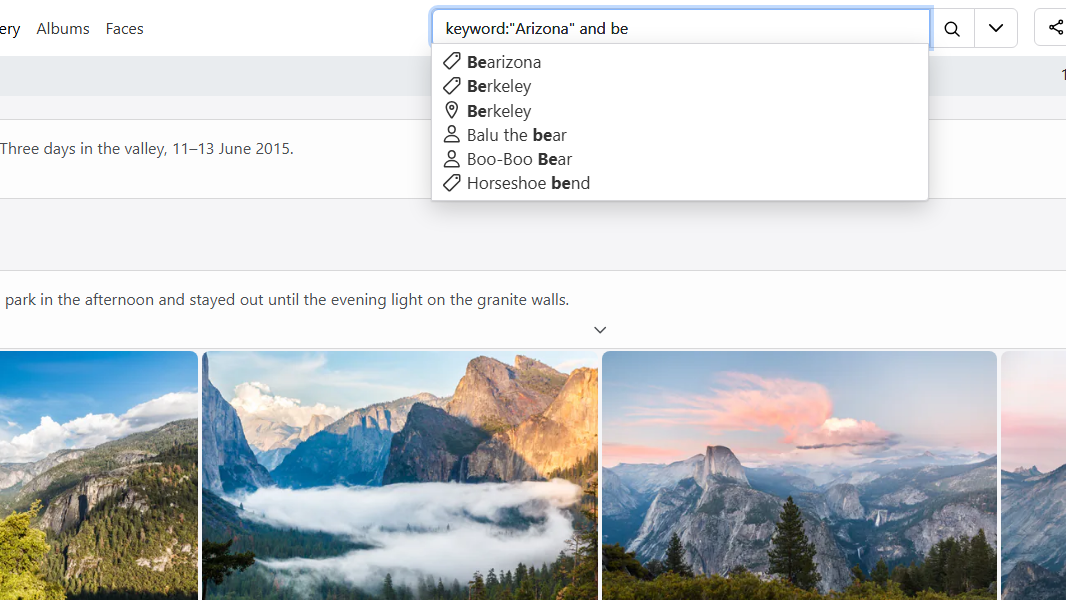 ery Albums Faces
keyword:"Arizona" and be
Bearizona
Berkeley
Berkeley
Balu the bear
Boo-Boo Bear
Horseshoe bend
1
Three days in the valley, 11–13 June 2015.
park in the afternoon and stayed out until the evening light on the granite walls.